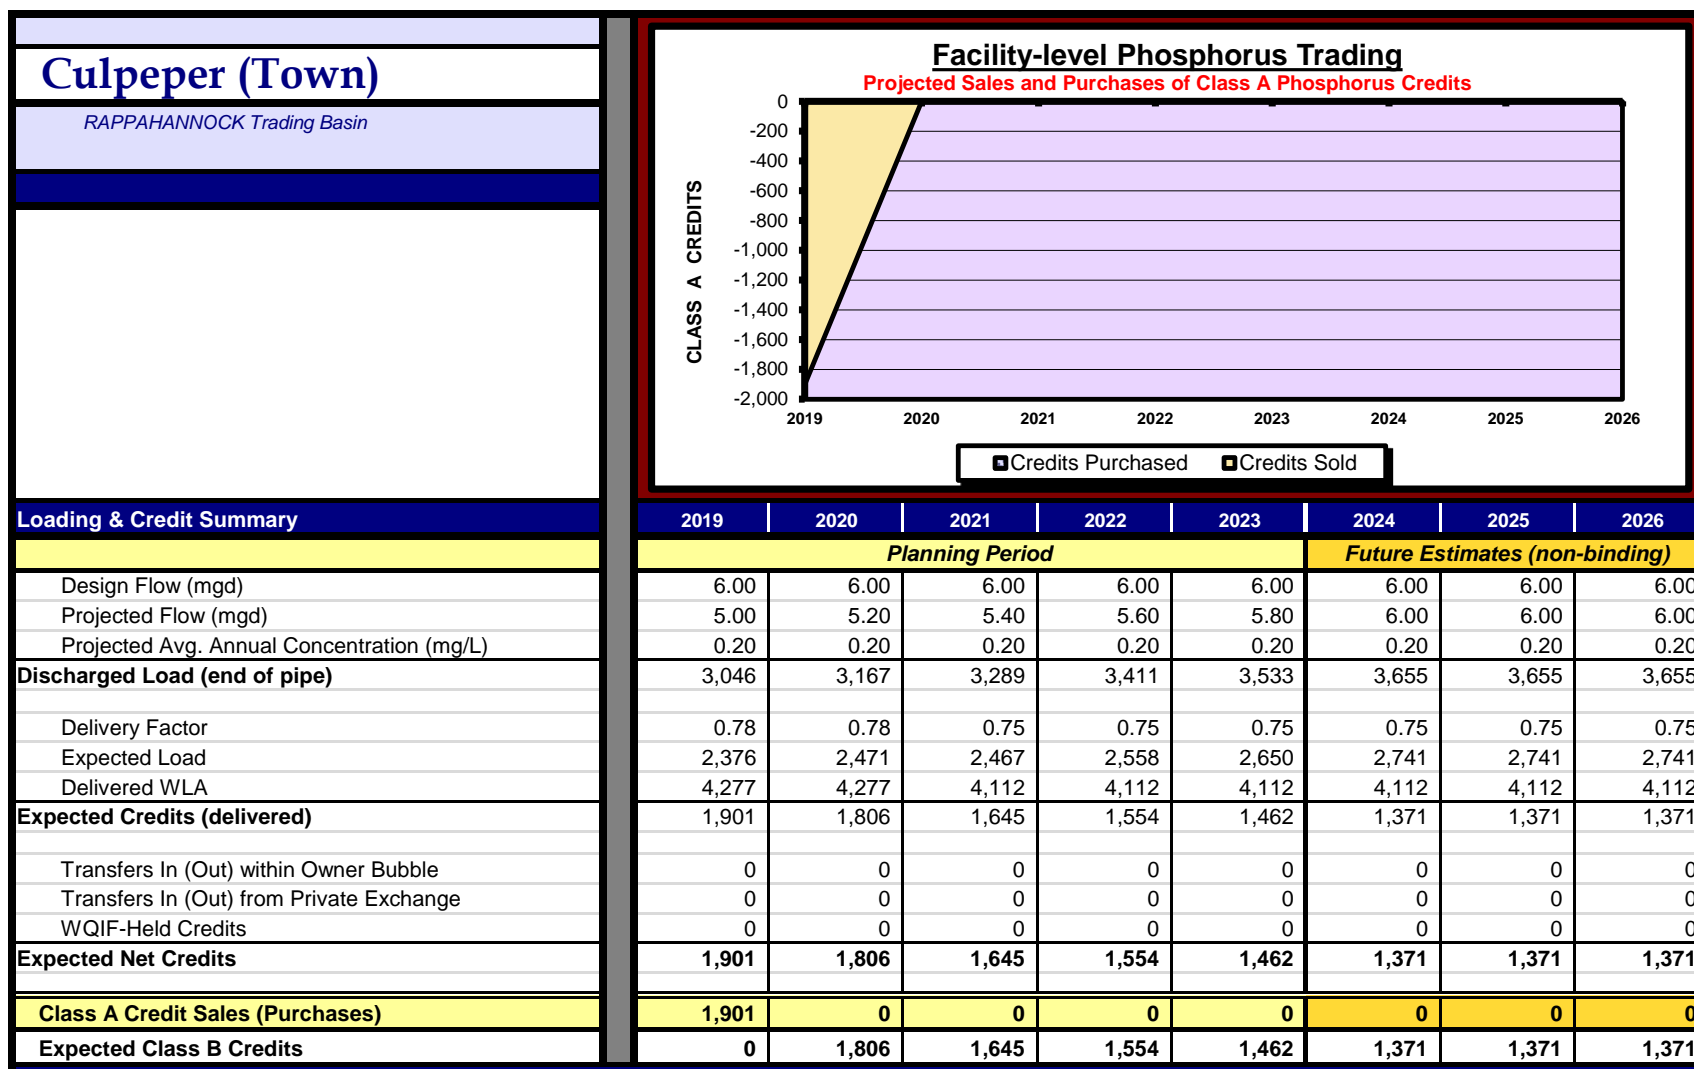 Culpeper (Town)
RAPPAHANNOCK Trading Basin
Facility-level Phosphorus Trading
Projected Sales and Purchases of Class A Phosphorus Credits
CLASS A CREDITS
0
-200
-400
-600
-800
-1,000
-1,200
-1,400
-1,600
-1,800
-2,000
2019 2020 2021 2022 2023 2024 2025 2026
Credits Purchased Credits Sold
Loading & Credit Summary 2019 2020 2021 2022 2023 2024 2025 2026
Planning Period Future Estimates (non-binding)
Design Flow (mgd) 6.00 6.00 6.00 6.00 6.00 6.00 6.00 6.00
Projected Flow (mgd) 5.00 5.20 5.40 5.60 5.80 6.00 6.00 6.00
Projected Avg. Annual Concentration (mg/L) 0.20 0.20 0.20 0.20 0.20 0.20 0.20 0.20
Discharged Load (end of pipe) 3,046 3,167 3,289 3,411 3,533 3,655 3,655 3,655
Delivery Factor 0.78 0.78 0.75 0.75 0.75 0.75 0.75 0.75
Expected Load 2,376 2,471 2,467 2,558 2,650 2,741 2,741 2,741
Delivered WLA 4,277 4,277 4,112 4,112 4,112 4,112 4,112 4,112
Expected Credits (delivered) 1,901 1,806 1,645 1,554 1,462 1,371 1,371 1,371
Transfers In (Out) within Owner Bubble 0 0 0 0 0 0 0 0
Transfers In (Out) from Private Exchange 0 0 0 0 0 0 0 0
WQIF-Held Credits 0 0 0 0 0 0 0 0
Expected Net Credits 1,901 1,806 1,645 1,554 1,462 1,371 1,371 1,371
Class A Credit Sales (Purchases) 1,901 0 0 0 0 0 0 0
Expected Class B Credits 0 1,806 1,645 1,554 1,462 1,371 1,371 1,371